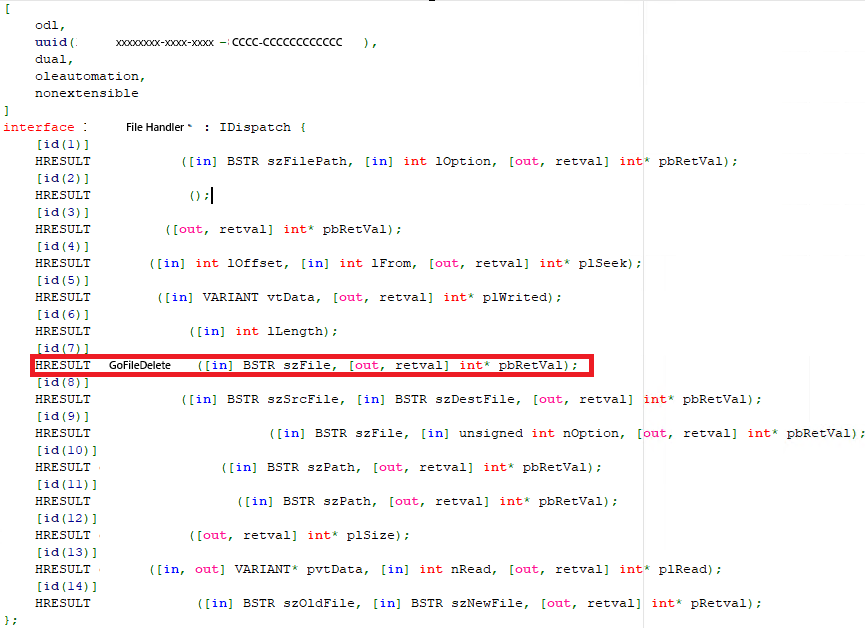 [
odl,
uuid( xxxxxxxx-xxxx-xxxx -CCCC-CCCCCCCCCCCC ),
dual,
oleautomation,
nonextensible
]
interface File Handler : IDispatch {
[id(1)]
HRESULT ([in] BSTR szFilePath, [in] int lOption, [out, retval] int* pbRetVal);
[id(2)]
HRESULT ();
[id(3)]
HRESULT ([out, retval] int* pbRetVal);
[id(4)]
HRESULT ([in] int lOffset, [in] int lFrom, [out, retval] int* plSeek);
[id(5)]
HRESULT ([in] VARIANT vtData, [out, retval] int* plWrited);
[id(6)]
HRESULT ([in] int lLength);
[id(7)]
HRESULT GoFileDelete ([in] BSTR szFile, [out, retval] int* pbRetVal);
[id(8)]
HRESULT ([in] BSTR szSrcFile, [in] BSTR szDestFile, [out, retval] int* pbRetVal);
[id(9)]
HRESULT ([in] BSTR szFile, [in] unsigned int nOption, [out, retval] int* pbRetVal);
[id(10)]
HRESULT ([in] BSTR szPath, [out, retval] int* pbRetVal);
[id(11)]
HRESULT ([in] BSTR szPath, [out, retval] int* pbRetVal);
[id(12)]
HRESULT ([out, retval] int* plSize);
[id(13)]
HRESULT ([in, out] VARIANT* pvtData, [in] int nRead, [out, retval] int* plRead);
[id(14)]
HRESULT ([in] BSTR szOldFile, [in] BSTR szNewFile, [out, retval] int* pRetval);
};